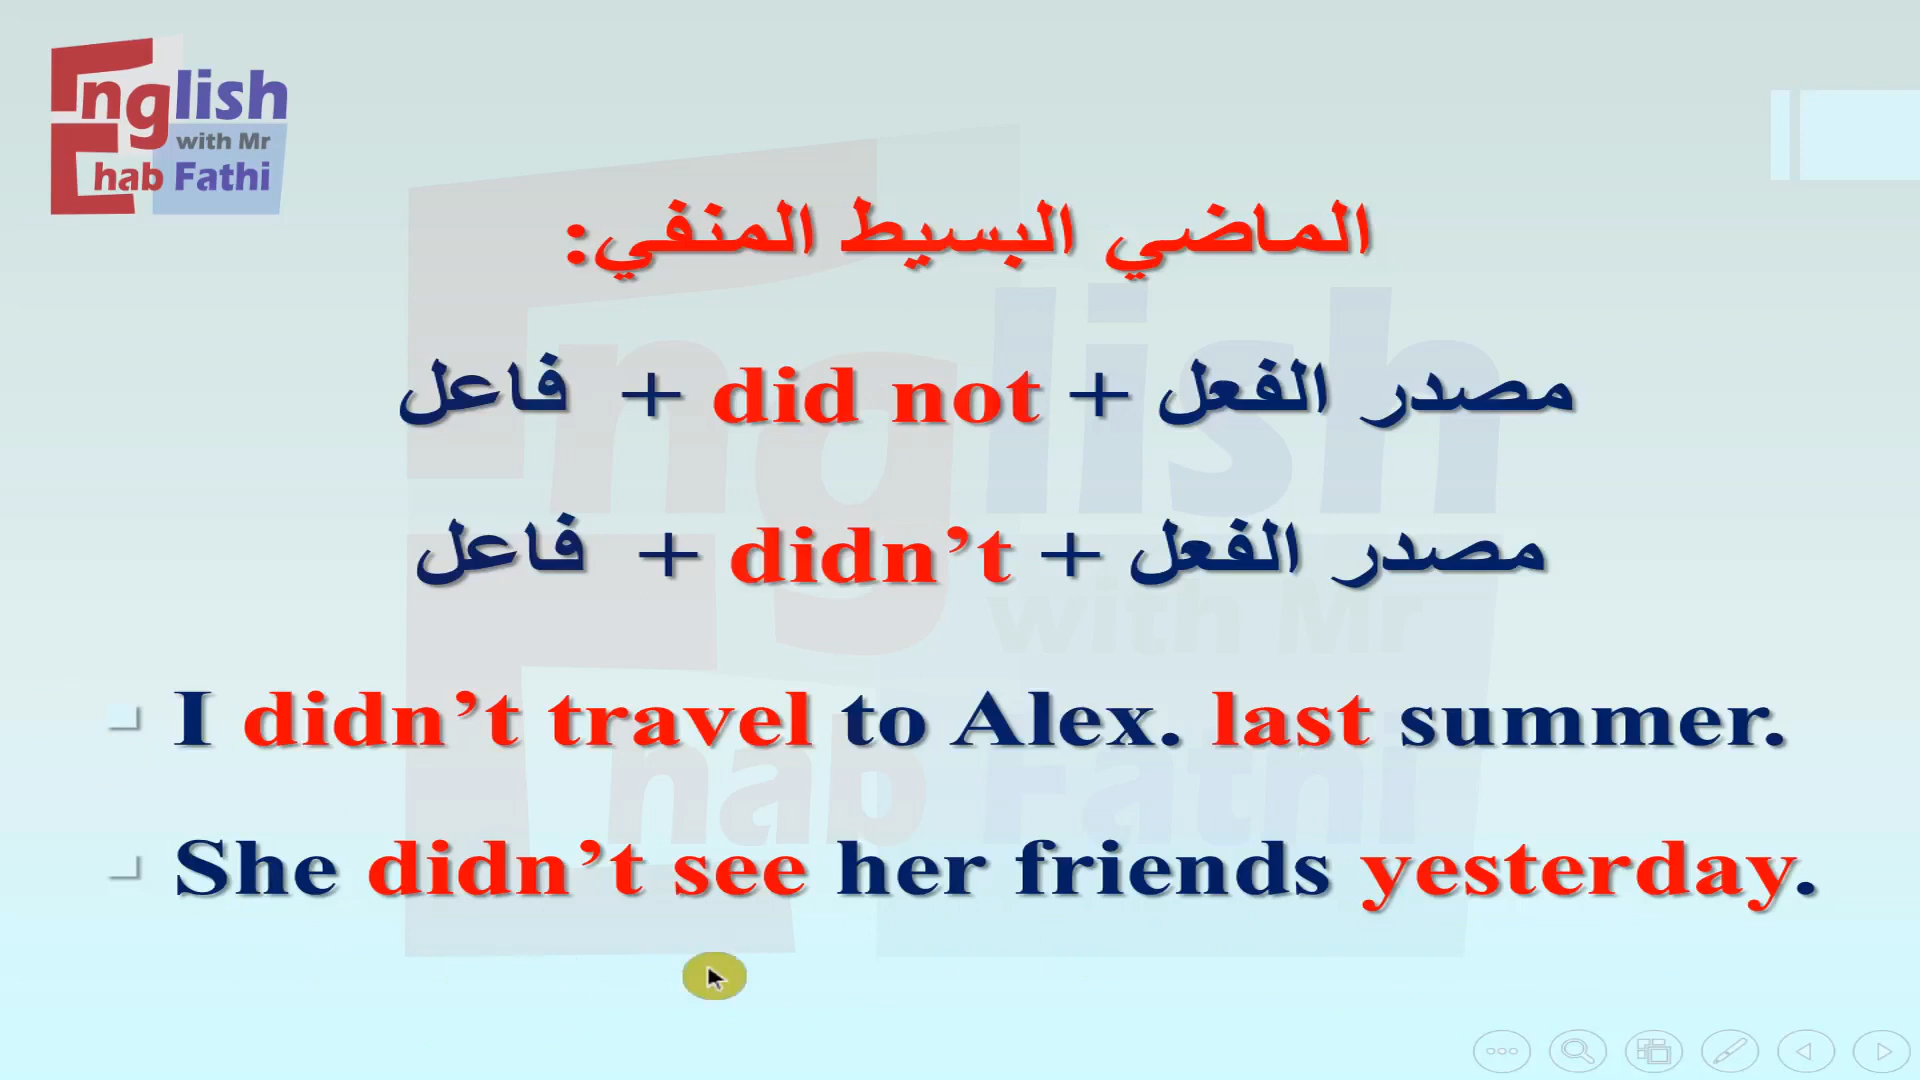 English
with Mr
Ehab Fathi
الماضي البسيط المنفي:
فاعل + did not + مصدر الفعل
فاعل + didn’t + مصدر الفعل
I didn’t travel to Alex. last summer.
She didn’t see her friends yesterday.